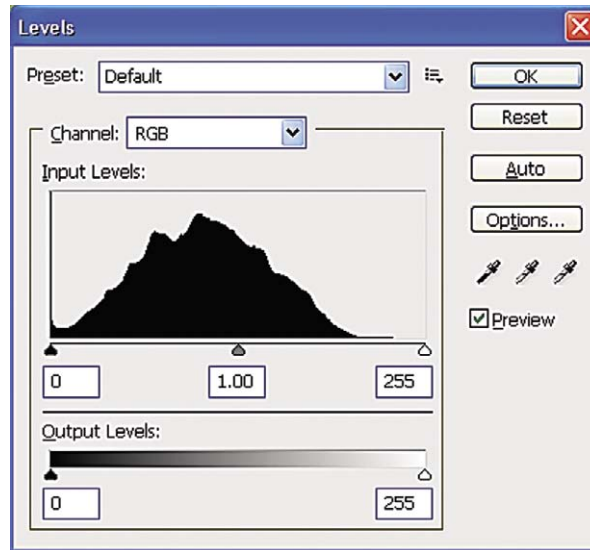 Levels
Preset: Default
OK
Channel: RGB
Reset
Input Levels:
Auto
Options...
Preview
0 1.00 255
Output Levels:
0 255